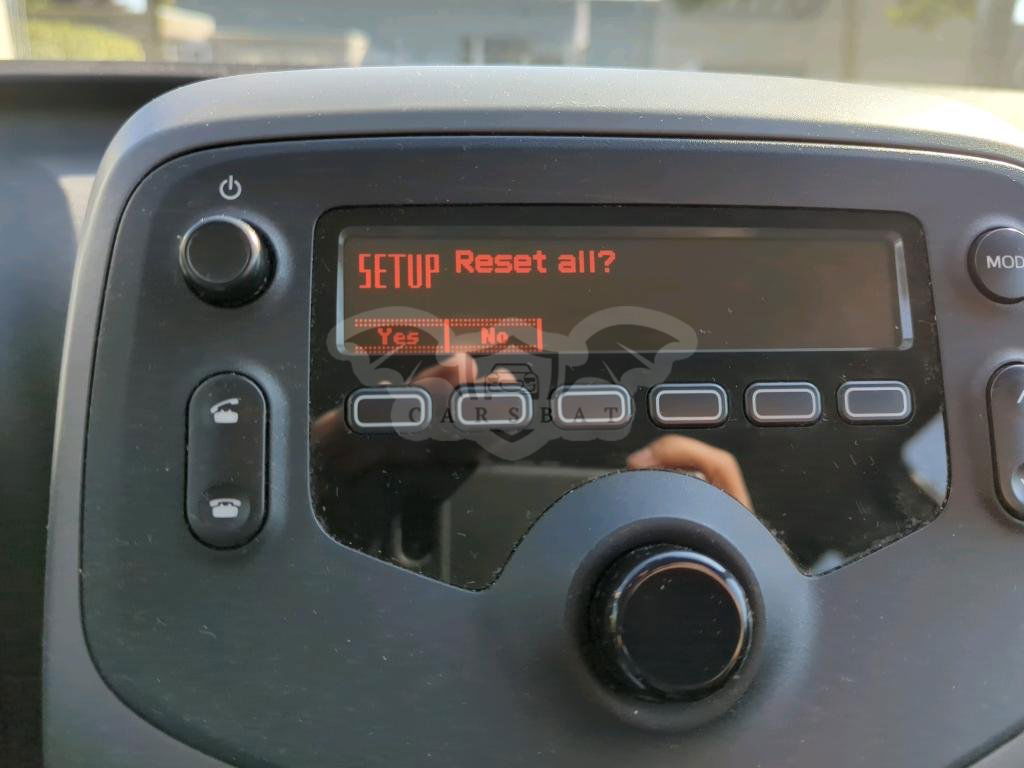 SETUP Reset all?
Yes No
CARSBAT
MOD